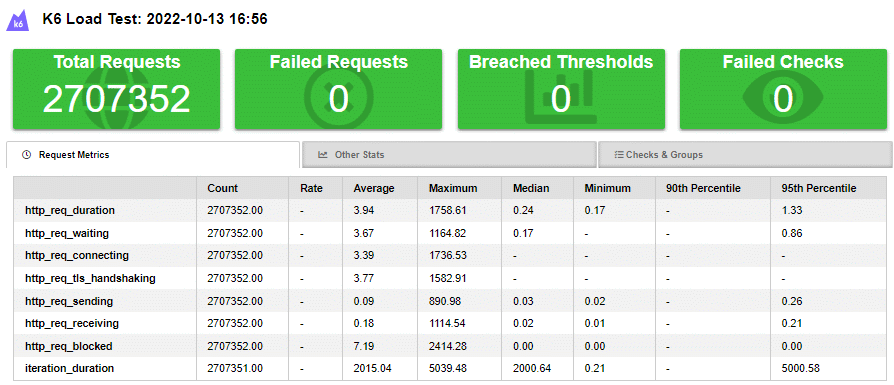 K6 K6 Load Test: 2022-10-13 16:56
Total Requests Failed Requests Breached Thresholds Failed Checks
2707352 0 0 0
Request Metrics Other Stats Checks & Groups
Count Rate Average Maximum Median Minimum 90th Percentile 95th Percentile
http_req_duration 2707352.00 - 3.94 1758.61 0.24 0.17 - 1.33
http_req_waiting 2707352.00 - 3.67 1164.82 0.17 - - 0.86
http_req_connecting 2707352.00 - 3.39 1736.53 - - - -
http_req_tls_handshaking 2707352.00 - 3.77 1582.91 - - - -
http_req_sending 2707352.00 - 0.09 890.98 0.03 0.02 - 0.26
http_req_receiving 2707352.00 - 0.18 1114.54 0.02 0.01 - 0.21
http_req_blocked 2707352.00 - 7.19 2414.28 0.00 0.00 - 0.00
iteration_duration 2707351.00 - 2015.04 5039.48 2000.64 0.21 - 5000.58